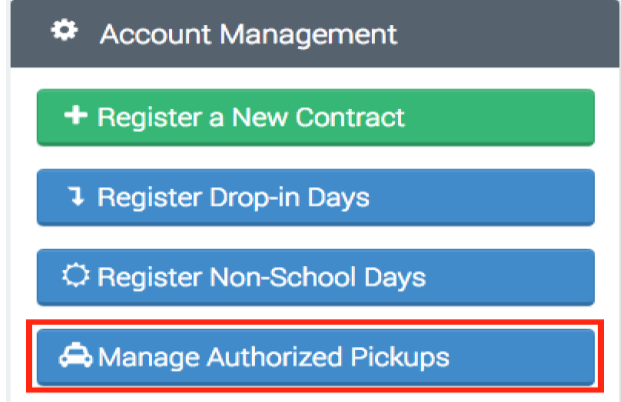 Account Management
Register a New Contract
Register Drop-in Days
Register Non-School Days
Manage Authorized Pickups